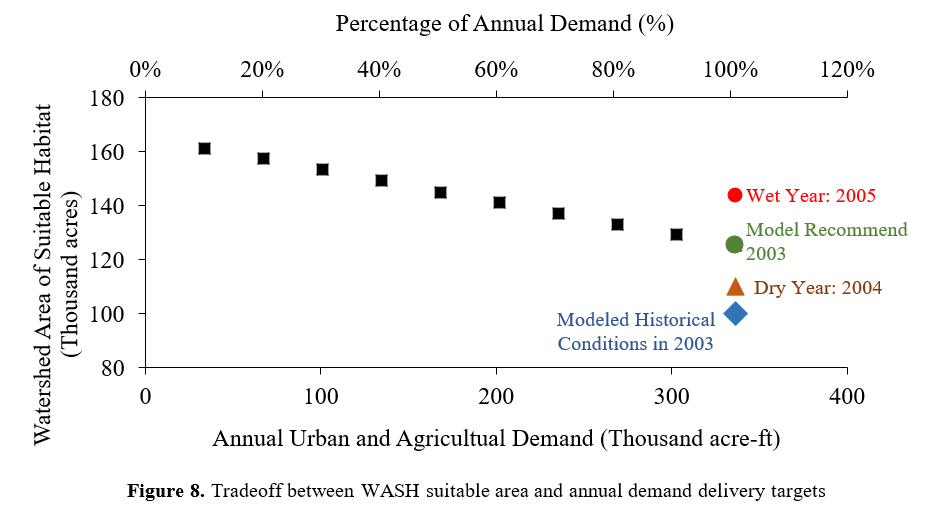 Percentage of Annual Demand (%)
0% 20% 40% 60% 80% 100% 120%
Watershed Area of Suitable Habitat
(Thousand acres)
180
160
140
120
100
80
Wet Year: 2005
Model Recommend
2003
Dry Year: 2004
Modeled Historical
Conditions in 2003
0 100 200 300 400
Annual Urban and Agricultual Demand (Thousand acre-ft)
Figure 8. Tradeoff between WASH suitable area and annual demand delivery targets